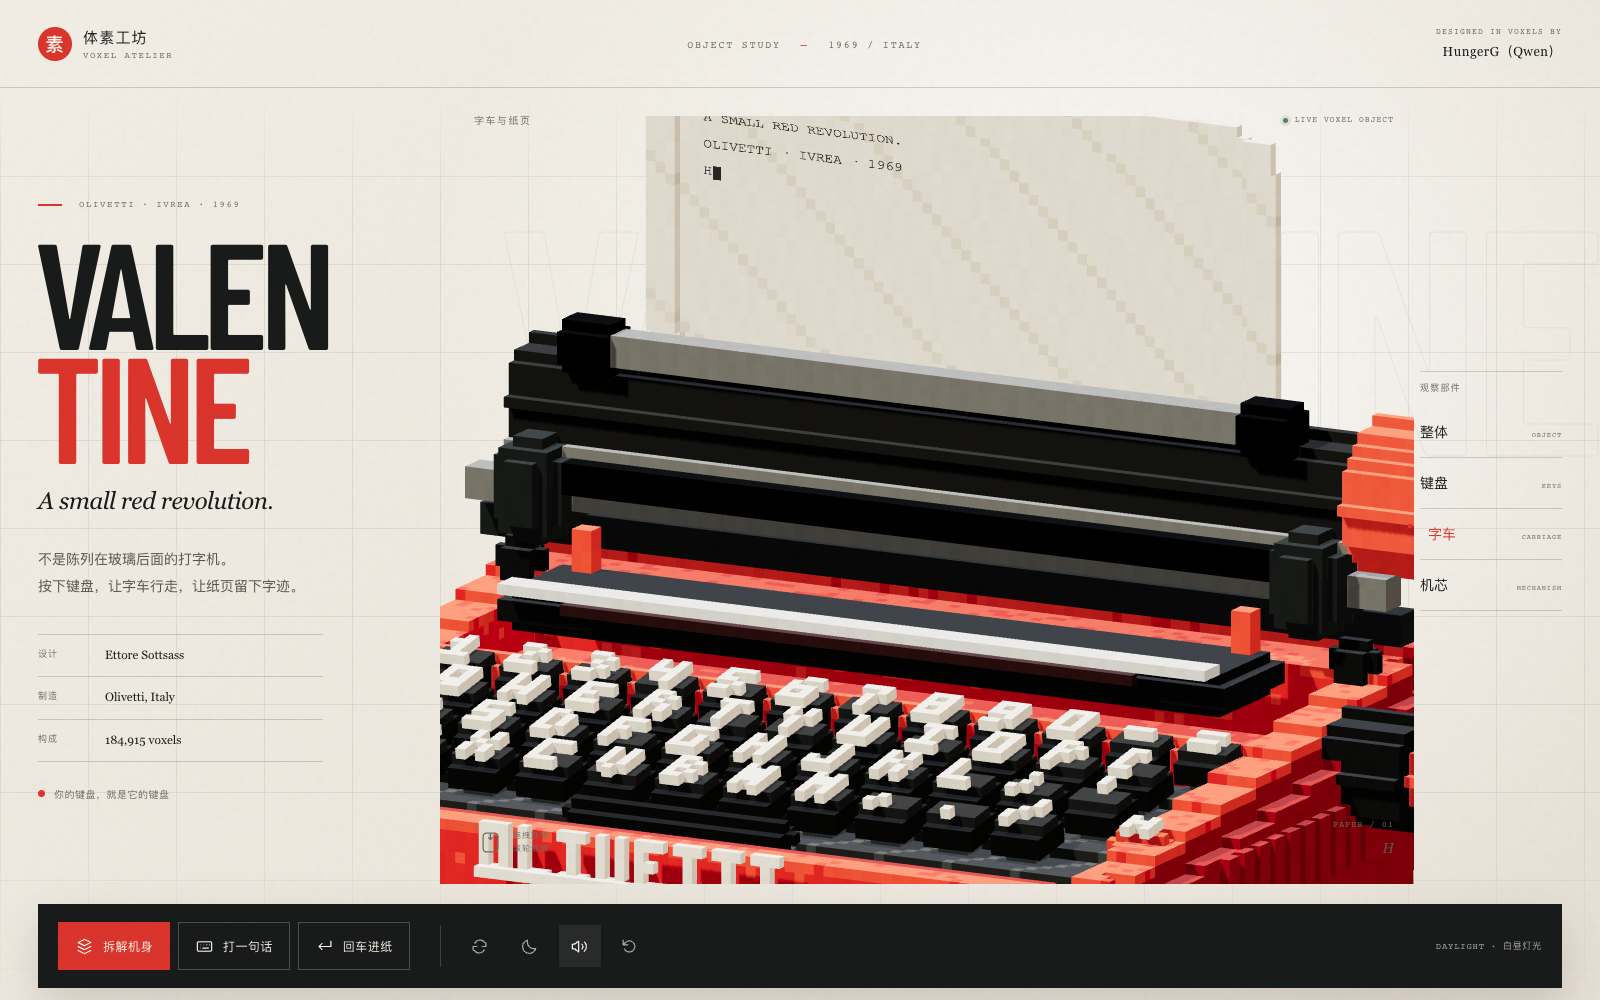 素
体素工坊
VOXEL ATELIER
OBJECT STUDY — 1969 / ITALY
DESIGNED IN VOXELS BY
HungerG (Qwen)
字车与纸页
LIVE VOXEL OBJECT
A SMALL RED REVOLUTION.
OLIVETTI · IVREA · 1969
H
OLIVETTI · IVREA · 1969
VALEN
TINE
A small red revolution.
不是陈列在玻璃后面的打字机。
按下键盘，让字车行走，让纸页留下字迹。
设计 Ettore Sottsass
制造 Olivetti, Italy
构成 184,915 voxels
你的键盘，就是它的键盘
观察部件
整体 OBJECT
键盘 KEYS
字车 CARRIAGE
机芯 MECHANISM
PAPER / 01
H
拆解机身
打一句话
回车进纸
DAYLIGHT · 白昼灯光